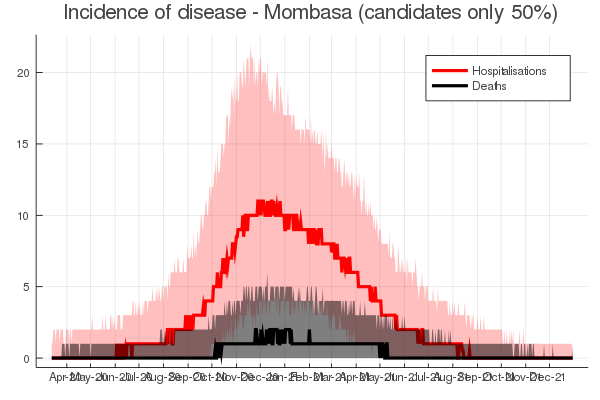 Incidence of disease - Mombasa (candidates only 50%)
Hospitalisations
Deaths
20
15
10
5
0
Apr-20 May-20 Jun-20 Jul-20 Aug-20 Sep-20 Oct-20 Nov-20 Dec-20 Jan-21 Feb-21 Mar-21 Apr-21 May-21 Jun-21 Jul-21 Aug-21 Sep-21 Oct-21 Nov-21 Dec-21